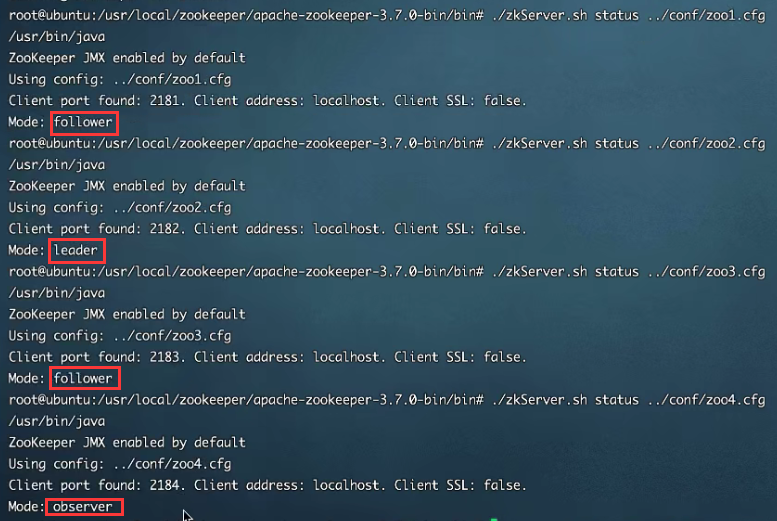 root@ubuntu:/usr/local/zookeeper/apache-zookeeper-3.7.0-bin/bin# ./zkServer.sh status ../conf/zoo1.cfg
/usr/bin/java
ZooKeeper JMX enabled by default
Using config: ../conf/zoo1.cfg
Client port found: 2181. Client address: localhost. Client SSL: false.
Mode: follower
root@ubuntu:/usr/local/zookeeper/apache-zookeeper-3.7.0-bin/bin# ./zkServer.sh status ../conf/zoo2.cfg
/usr/bin/java
ZooKeeper JMX enabled by default
Using config: ../conf/zoo2.cfg
Client port found: 2182. Client address: localhost. Client SSL: false.
Mode: leader
root@ubuntu:/usr/local/zookeeper/apache-zookeeper-3.7.0-bin/bin# ./zkServer.sh status ../conf/zoo3.cfg
/usr/bin/java
ZooKeeper JMX enabled by default
Using config: ../conf/zoo3.cfg
Client port found: 2183. Client address: localhost. Client SSL: false.
Mode: follower
root@ubuntu:/usr/local/zookeeper/apache-zookeeper-3.7.0-bin/bin# ./zkServer.sh status ../conf/zoo4.cfg
/usr/bin/java
ZooKeeper JMX enabled by default
Using config: ../conf/zoo4.cfg
Client port found: 2184. Client address: localhost. Client SSL: false.
Mode: observer